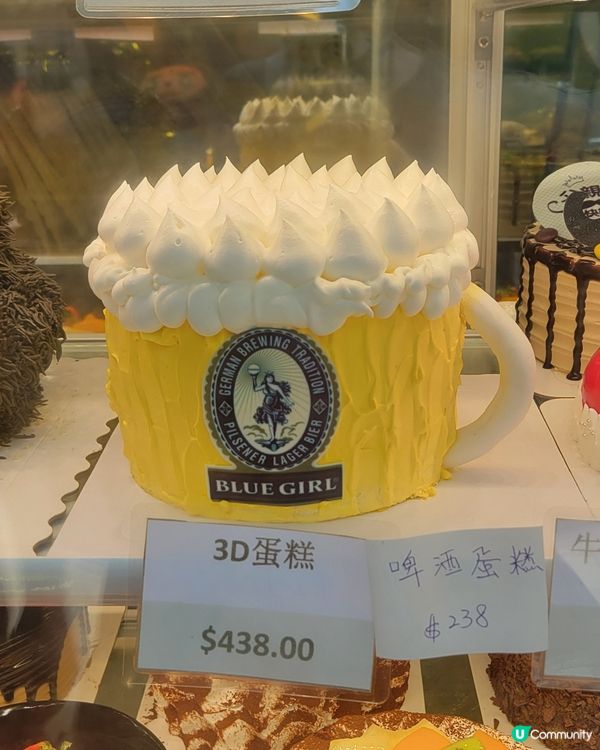 GERMAN BREWING TRADITION
PILSENER LAGER BIER
BLUE GIRL
3D蛋糕
$438.00
啤酒蛋糕
$238
牛
U Community